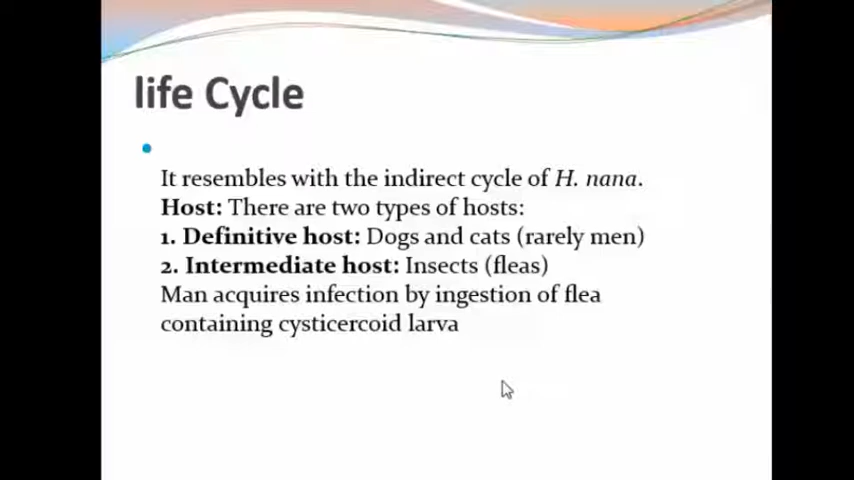 life Cycle
It resembles with the indirect cycle of H. nana.
Host: There are two types of hosts:
1. Definitive host: Dogs and cats (rarely men)
2. Intermediate host: Insects (fleas)
Man acquires infection by ingestion of flea
containing cysticercoid larva